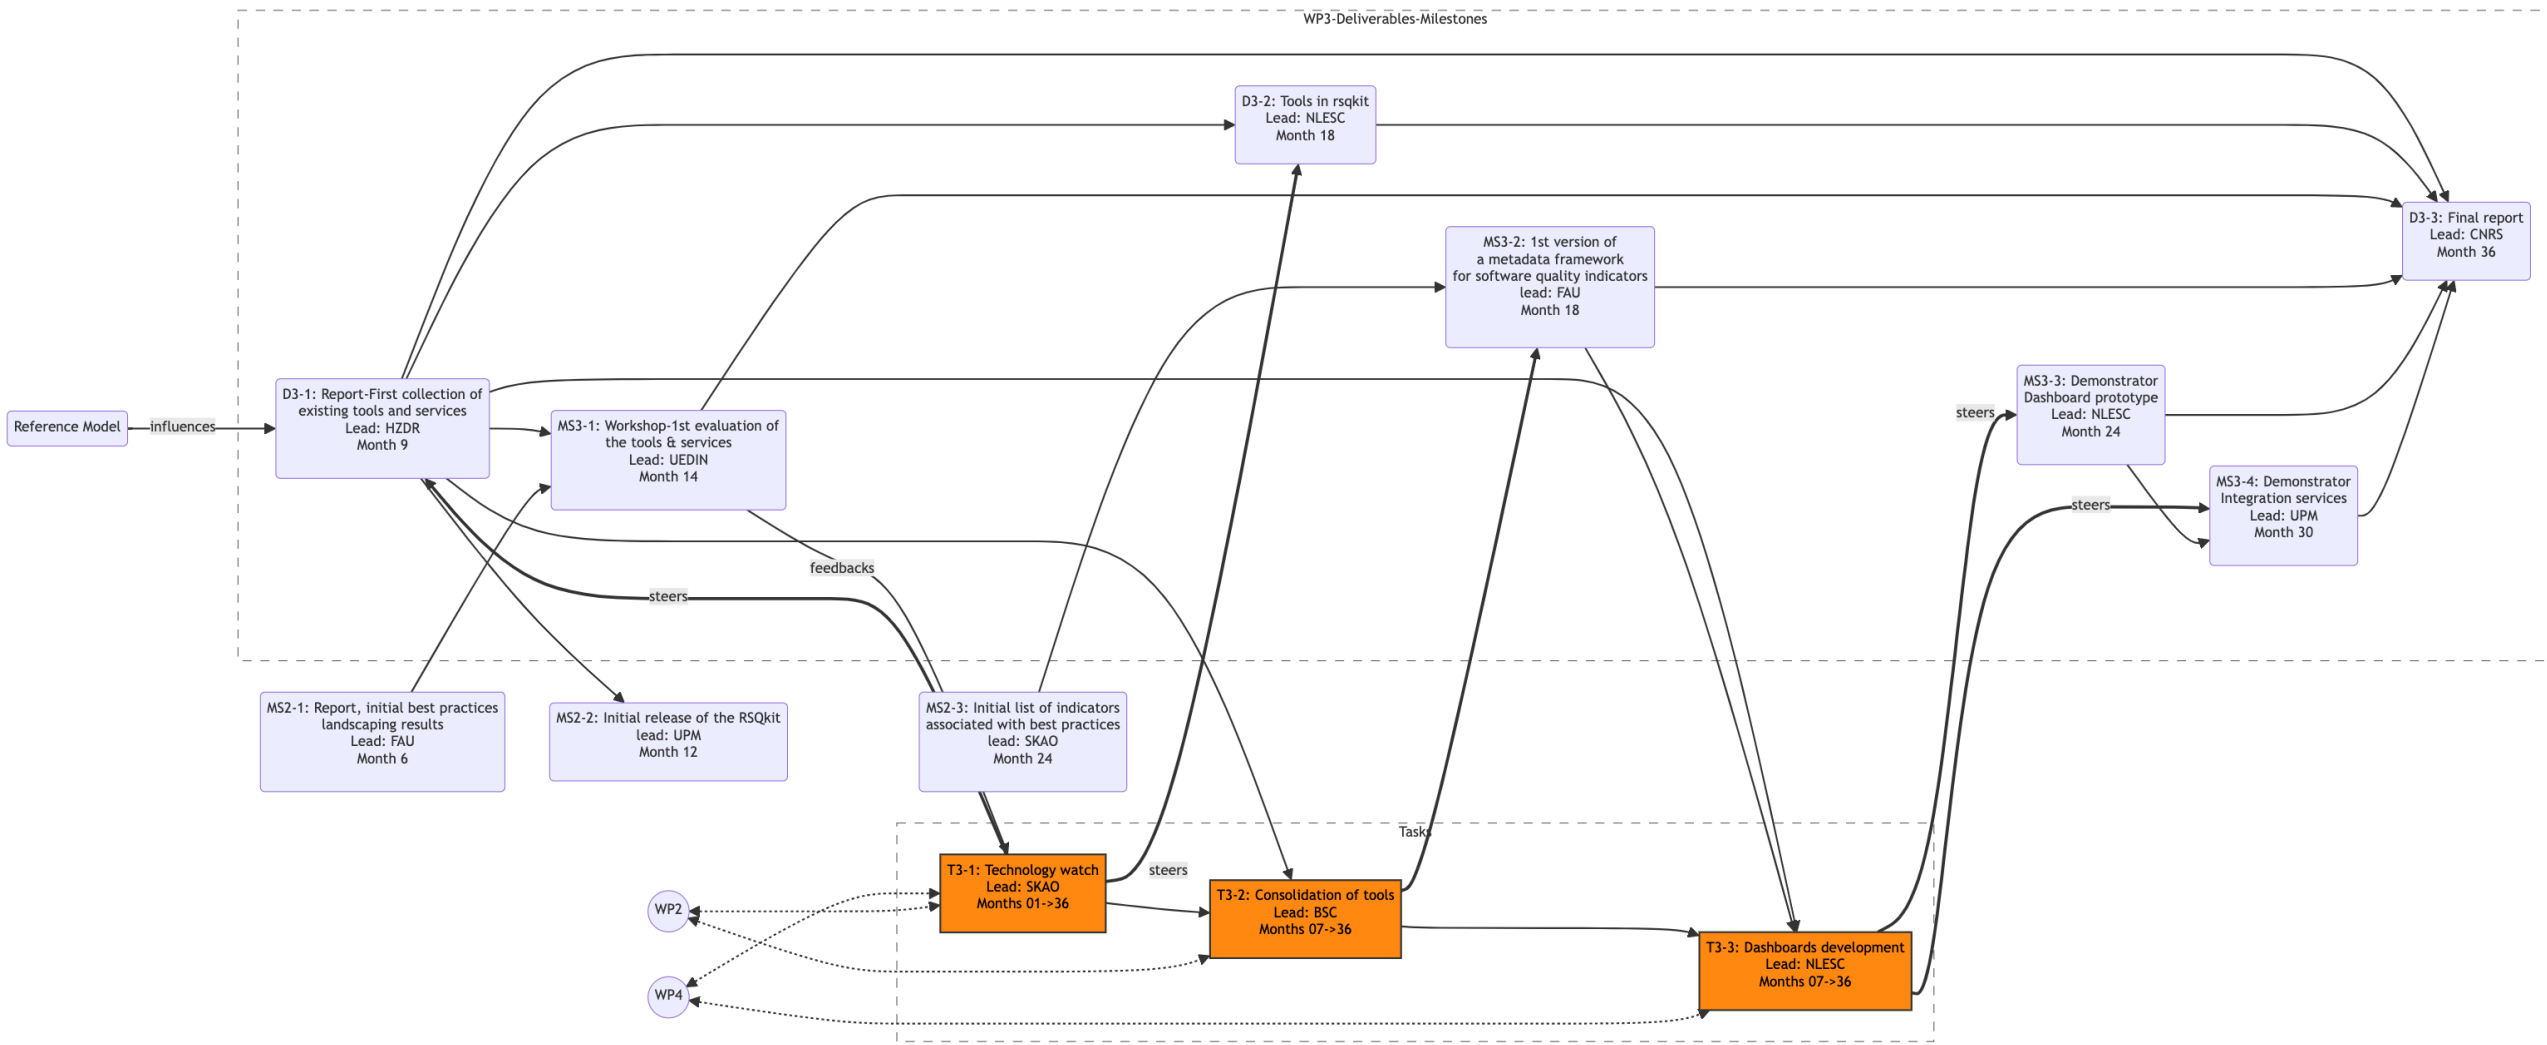 WP3-Deliverables-Milestones
D3-2: Tools in rsqkit
Lead: NLESC
Month 18
D3-3: Final report
Lead: CNRS
Month 36
MS3-2: 1st version of
a metadata framework
for software quality indicators
lead: FAU
Month 18
Reference Model
influences
D3-1: Report-First collection of
existing tools and services
Lead: HZDR
Month 9
MS3-1: Workshop-1st evaluation of
the tools & services
Lead: UEDIN
Month 14
steers
MS3-3: Demonstrator
Dashboard prototype
Lead: NLESC
Month 24
steers
MS3-4: Demonstrator
Integration services
Lead: UPM
Month 30
feedbacks
steers
MS2-1: Report, initial best practices
landscaping results
Lead: FAU
Month 6
MS2-2: Initial release of the RSQkit
lead: UPM
Month 12
MS2-3: Initial list of indicators
associated with best practices
lead: SKAO
Month 24
Tasks
T3-1: Technology watch
Lead: SKAO
Months 01->36
steers
T3-2: Consolidation of tools
Lead: BSC
Months 07->36
T3-3: Dashboards development
Lead: NLESC
Months 07->36
WP2
WP4